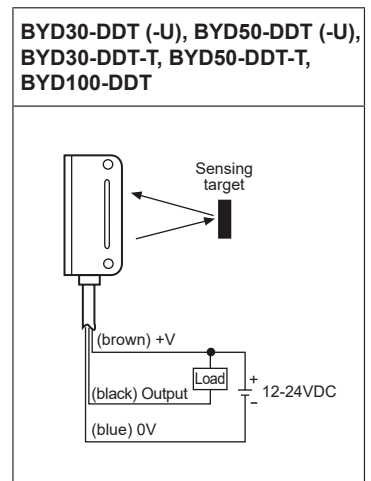 BYD30-DDT (-U), BYD50-DDT (-U),
BYD30-DDT-T, BYD50-DDT-T,
BYD100-DDT
Sensing
target
(brown) +V
Load
+
12-24VDC
-
(black) Output
(blue) 0V